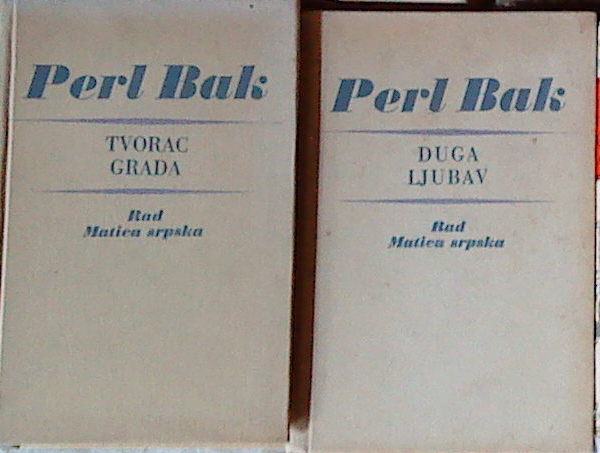 Perl Bak
TVORAC
GRADA
Rad
Matica srpska
Perl Bak
DUGA
LJUBAV
Rad
Matica srpska